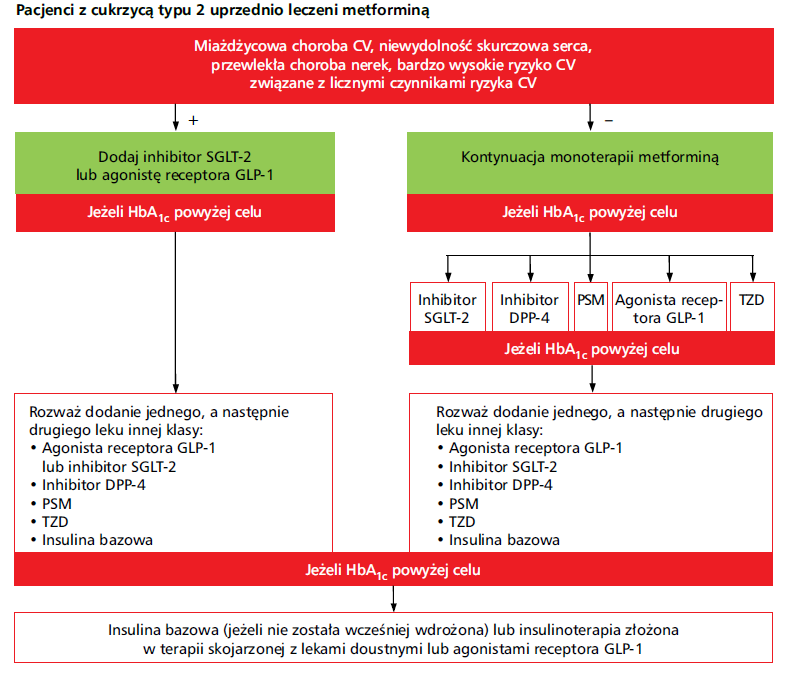 Pacjenci z cukrzycą typu 2 uprzednio leczeni metforminą
Miażdżycowa choroba CV, niewydolność skurczowa serca,
przewlekła choroba nerek, bardzo wysokie ryzyko CV
związane z licznymi czynnikami ryzyka CV
+
–
Dodaj inhibitor SGLT-2
lub agonistę receptora GLP-1
Jeżeli HbA1c powyżej celu
Kontynuacja monoterapii metforminą
Jeżeli HbA1c powyżej celu
Inhibitor
SGLT-2
Inhibitor
DPP-4
PSM
Agonista recep-
tora GLP-1
TZD
Jeżeli HbA1c powyżej celu
Rozważ dodanie jednego, a następnie
drugiego leku innej klasy:
• Agonista receptora GLP-1
lub inhibitor SGLT-2
• Inhibitor DPP-4
• PSM
• TZD
• Insulina bazowa
Rozważ dodanie jednego, a następnie drugiego
leku innej klasy:
• Agonista receptora GLP-1
• Inhibitor SGLT-2
• Inhibitor DPP-4
• PSM
• TZD
• Insulina bazowa
Jeżeli HbA1c powyżej celu
Insulina bazowa (jeżeli nie została wcześniej wdrożona) lub insulinoterapia złożona
w terapii skojarzonej z lekami doustnymi lub agonistami receptora GLP-1